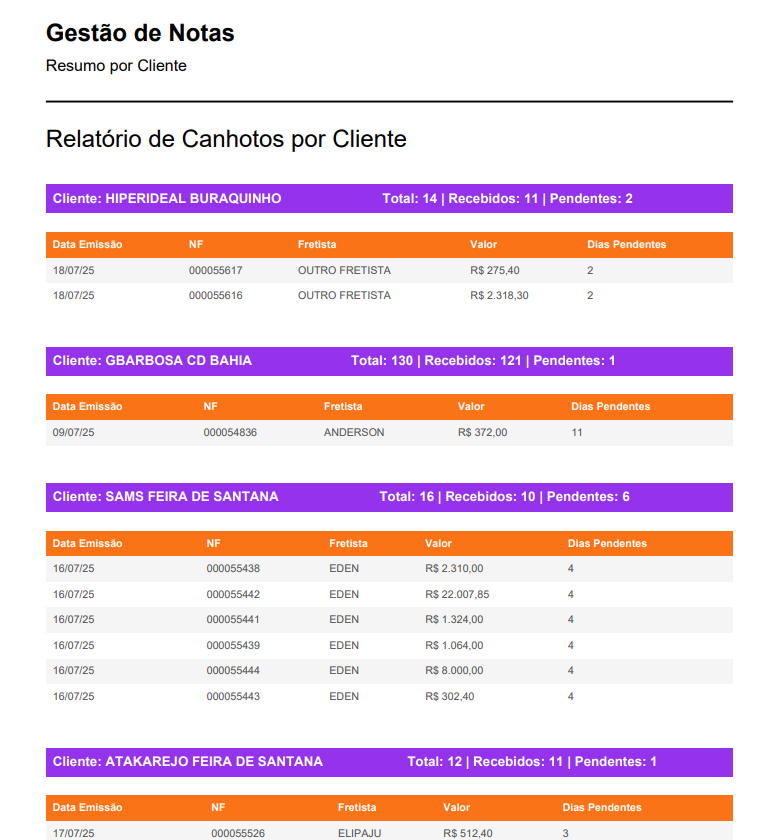 Gestão de Notas
Resumo por Cliente
Relatório de Canhotos por Cliente
Cliente: HIPERIDEAL BURAQUINHO Total: 14 | Recebidos: 11 | Pendentes: 2
Data Emissão NF Fretista Valor Dias Pendentes
18/07/25 000055617 OUTRO FRETISTA R$ 275,40 2
18/07/25 000055616 OUTRO FRETISTA R$ 2.318,30 2
Cliente: GBARBOSA CD BAHIA Total: 130 | Recebidos: 121 | Pendentes: 1
Data Emissão NF Fretista Valor Dias Pendentes
09/07/25 000054836 ANDERSON R$ 372,00 11
Cliente: SAMS FEIRA DE SANTANA Total: 16 | Recebidos: 10 | Pendentes: 6
Data Emissão NF Fretista Valor Dias Pendentes
16/07/25 000055438 EDEN R$ 2.310,00 4
16/07/25 000055442 EDEN R$ 22.007,85 4
16/07/25 000055441 EDEN R$ 1.324,00 4
16/07/25 000055439 EDEN R$ 1.064,00 4
16/07/25 000055444 EDEN R$ 8.000,00 4
16/07/25 000055443 EDEN R$ 302,40 4
Cliente: ATAKAREJO FEIRA DE SANTANA Total: 12 | Recebidos: 11 | Pendentes: 1
Data Emissão NF Fretista Valor Dias Pendentes
17/07/25 000055526 ELIPAJU R$ 512,40 3